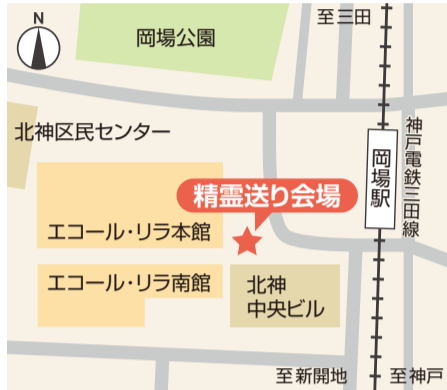 N
至三田
岡場公園
北神区民センター
神戸電鉄三田線
岡場駅
精霊送り会場
エコール・リラ本館
エコール・リラ南館
北神
中央ビル
至新開地
至神戸